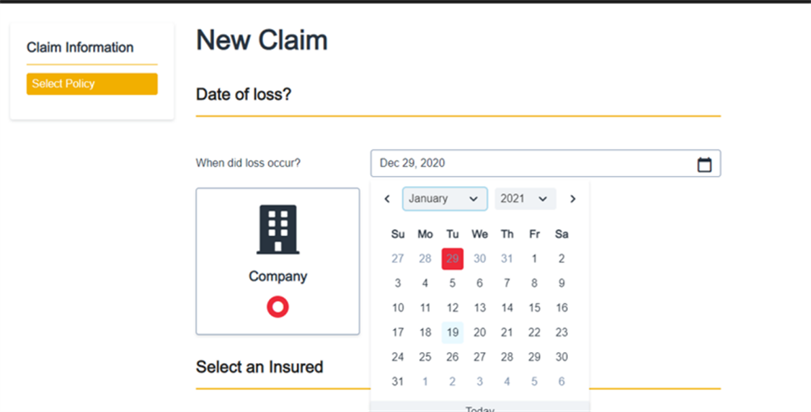 Claim Information
Select Policy
New Claim
Date of loss?
When did loss occur?
Dec 29, 2020
January 2021
Su Mo Tu We Th Fr Sa
27 28 29 30 31 1 2
3 4 5 6 7 8 9
10 11 12 13 14 15 16
17 18 19 20 21 22 23
24 25 26 27 28 29 30
31 1 2 3 4 5 6
Today
Company
Select an Insured